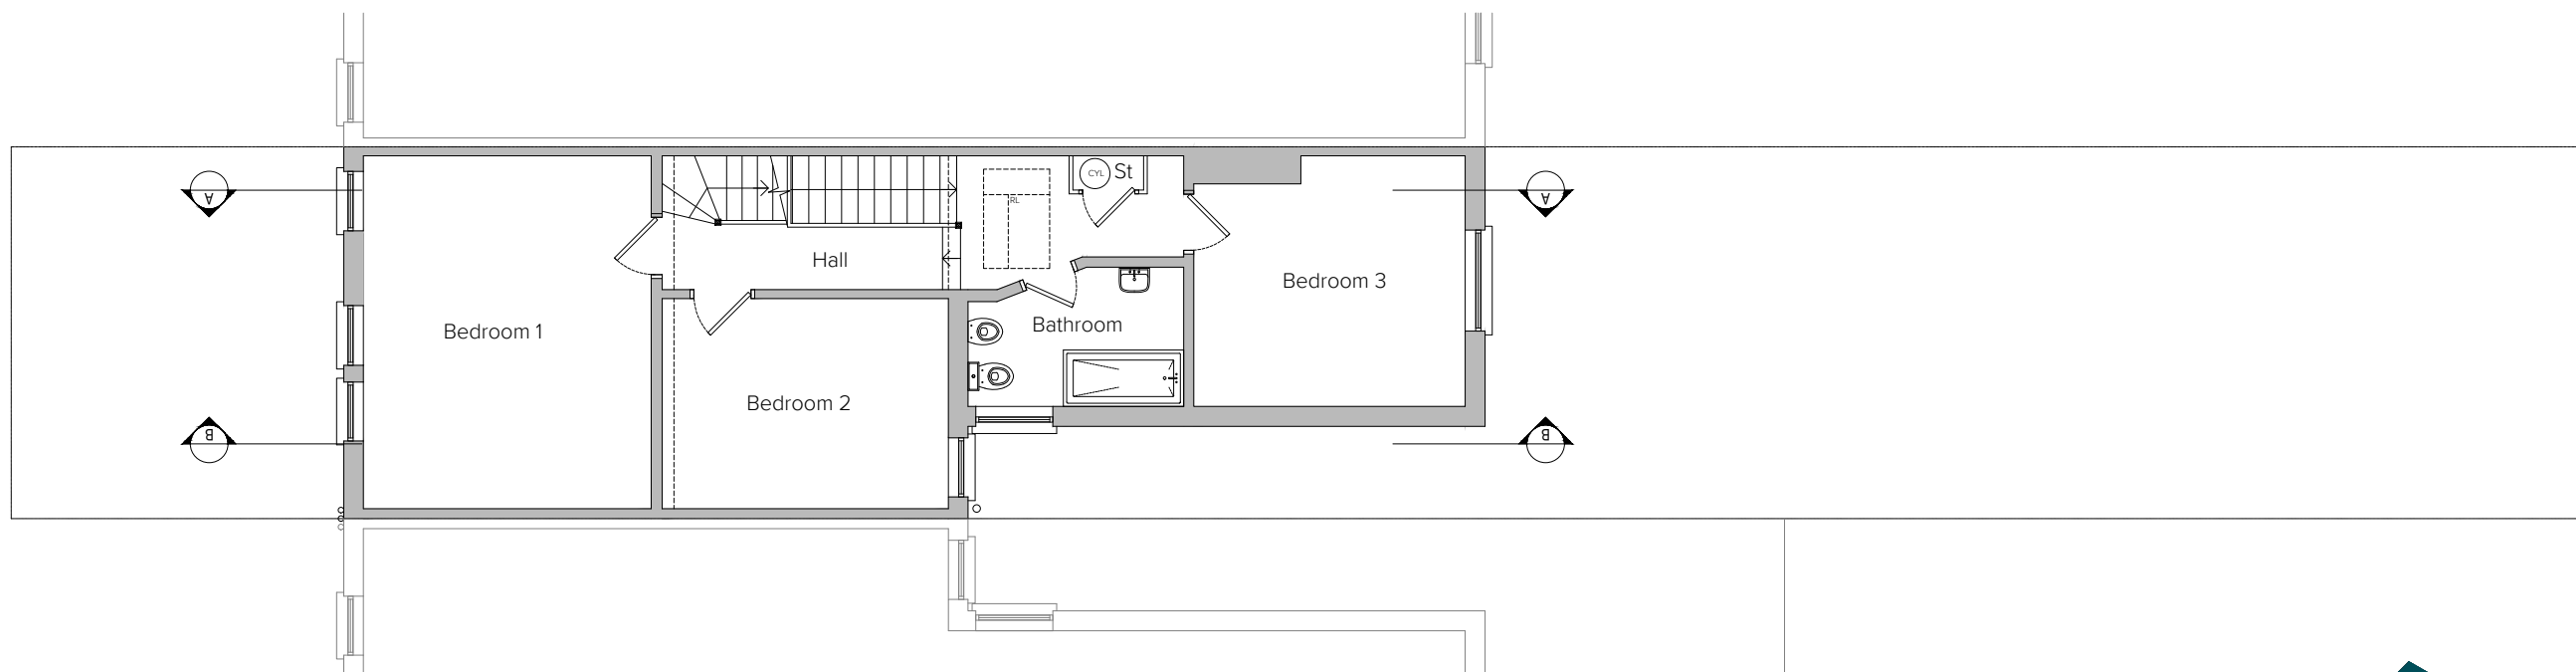 A
CYL
St
A
RL
Hall
Bedroom 3
Bathroom
Bedroom 1
Bedroom 2
B
B